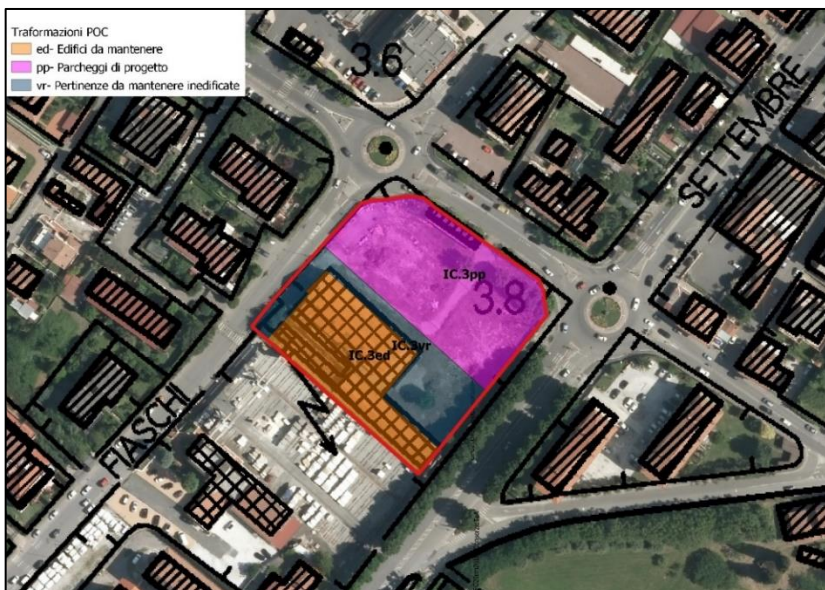 Traformazioni POC
ed- Edifici da mantenere
pp- Parcheggi di progetto
vr- Pertinenze da mantenere inedificate
3.6
SETTEMBRE
IC.3pp
3.8
IC.3vr
IC.3ed
FIASCHI